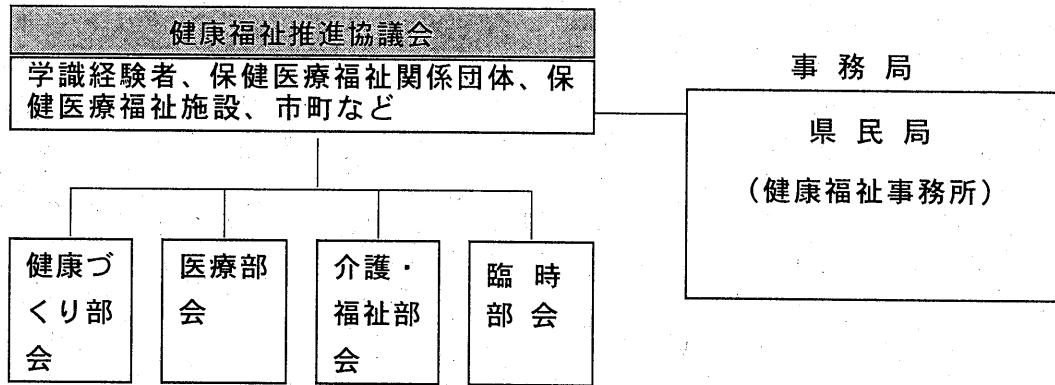 健康福祉推進協議会
学識経験者、保健医療福祉関係団体、保
健医療福祉施設、市町など
事務局
県民局
（健康福祉事務所）
健康づ
くり部
会
医療部
会
介護・
福祉部
会
臨時
部会